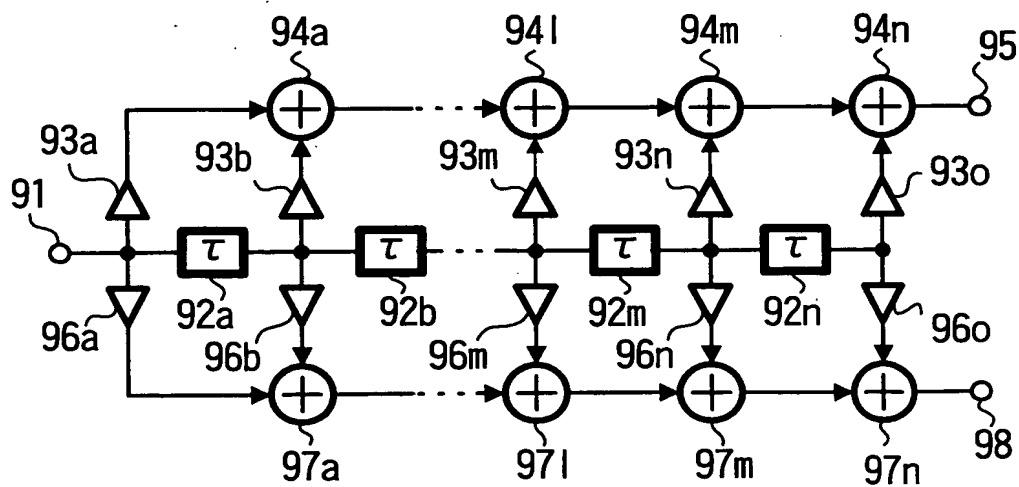 94a 94l 94m 94n 95
93a 93b 93m 93n 93o
91
τ τ τ τ
92a 92b 92m 92n
96a 96b 96m 96n 96o
98
97a 97l 97m 97n